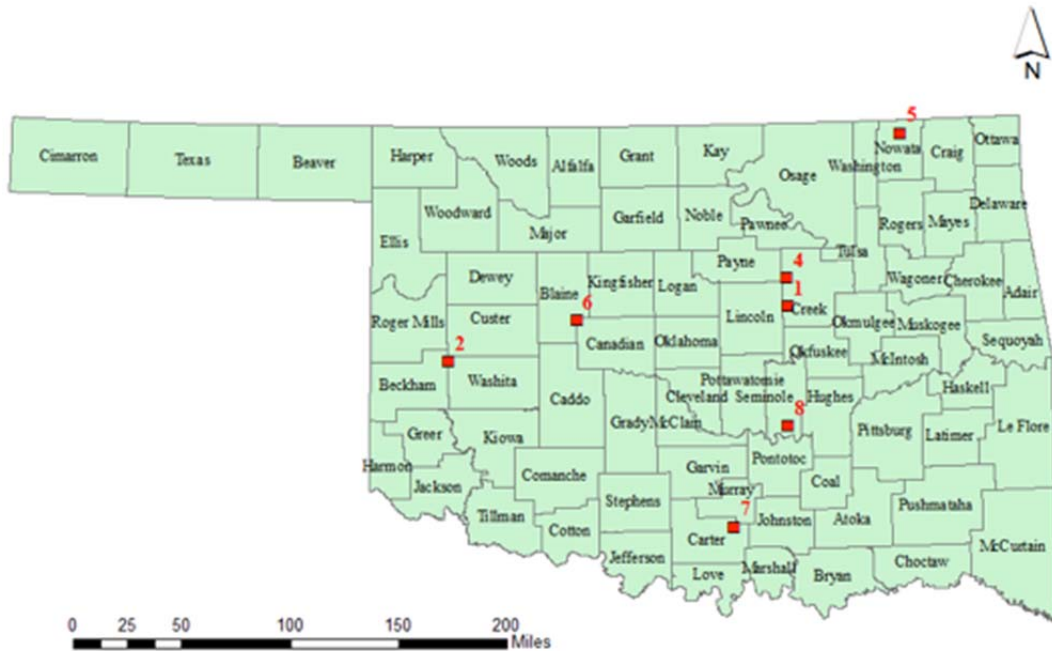 N
5
Cimarron Texas Beaver Harper Woods Alfalfa Grant Kay Osage Washington Nowata Craig Ottawa
Ellis Woodward Major Garfield Noble Pawnee Tulsa Rogers Mayes Delaware
4
Dewey Blaine Kingfisher Logan Payne Wagoner Cherokee Adair
6 1
Roger Mills Custer Canadian Oklahoma Lincoln Creek Okmulgee Muskogee Sequoyah
2
Beckham Washita Caddo Grady McClain Cleveland Pottawatomie Seminole Okfuskee Hughes McIntosh Haskell
8
Greer Kiowa Garvin Pontotoc Pittsburg Latimer Le Flore
Harmon Jackson Comanche Stephens Murray Coal
7
Tillman Cotton Carter Johnston Atoka Pushmataha
Jefferson Love Marshall Bryan Choctaw McCurtain
0 25 50 100 150 200
Miles